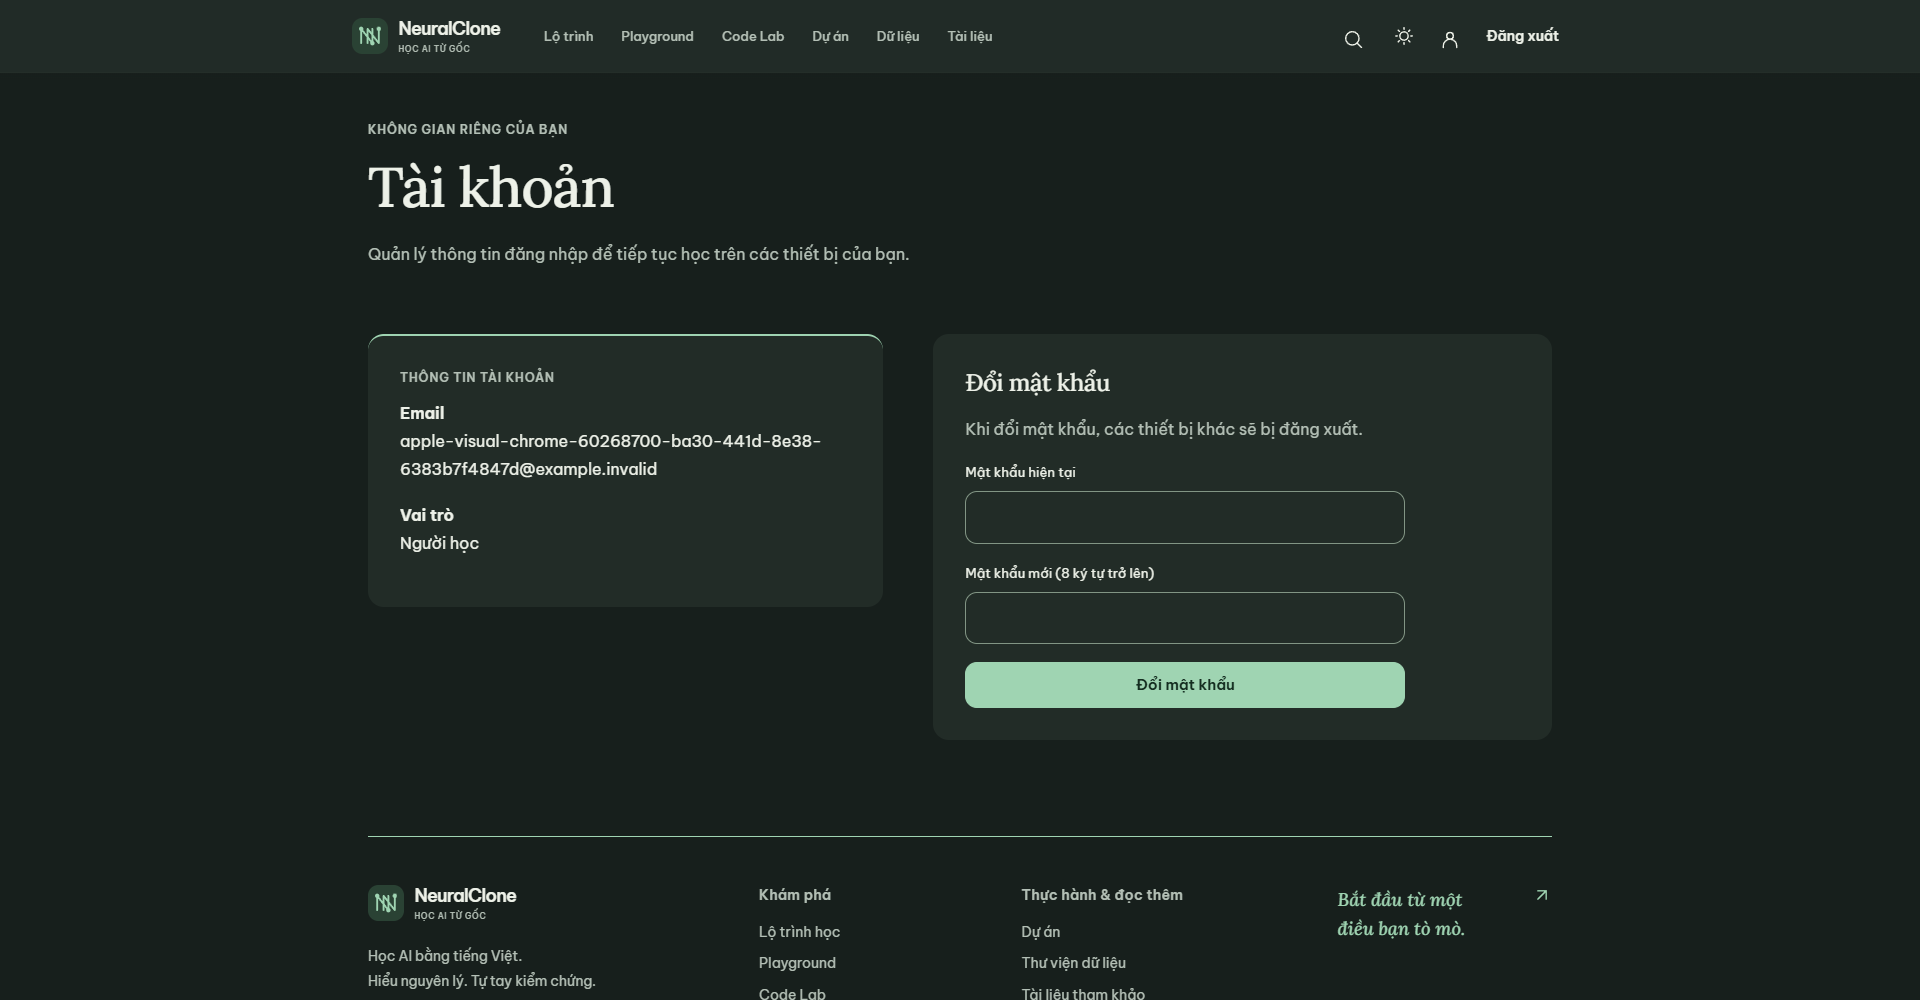 NeuralClone
HỌC AI TỪ GỐC
Lộ trình
Playground
Code Lab
Dự án
Dữ liệu
Tài liệu
Đăng xuất
KHÔNG GIAN RIÊNG CỦA BẠN
Tài khoản
Quản lý thông tin đăng nhập để tiếp tục học trên các thiết bị của bạn.
THÔNG TIN TÀI KHOẢN
Email
apple-visual-chrome-60268700-ba30-441d-8e38-
6383b7f4847d@example.invalid
Vai trò
Người học
Đổi mật khẩu
Khi đổi mật khẩu, các thiết bị khác sẽ bị đăng xuất.
Mật khẩu hiện tại
Mật khẩu mới (8 ký tự trở lên)
Đổi mật khẩu
NeuralClone
HỌC AI TỪ GỐC
Học AI bằng tiếng Việt.
Hiểu nguyên lý. Tự tay kiểm chứng.
Khám phá
Lộ trình học
Playground
Code Lab
Thực hành & đọc thêm
Dự án
Thư viện dữ liệu
Tài liệu tham khảo
Bắt đầu từ một
điều bạn tò mò.